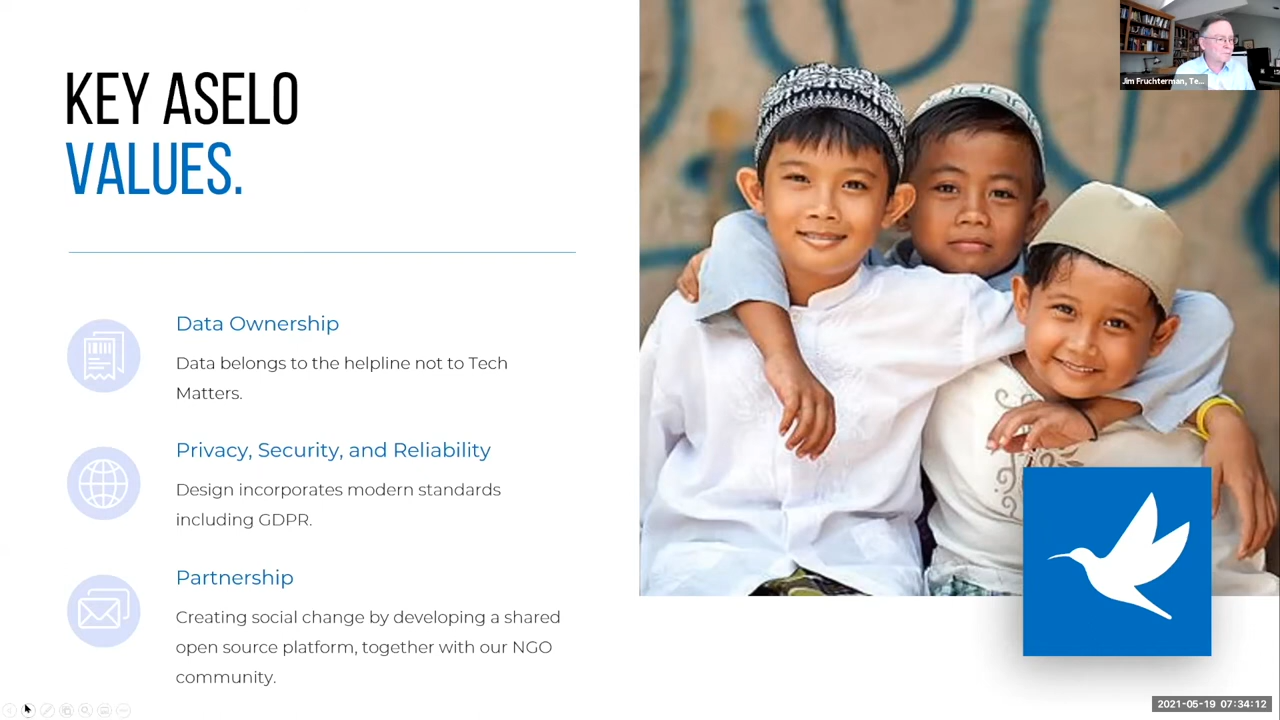 KEY ASELO
VALUES.
Data Ownership
Data belongs to the helpline not to Tech
Matters.
Privacy, Security, and Reliability
Design incorporates modern standards
including GDPR.
Partnership
Creating social change by developing a shared
open source platform, together with our NGO
community.
Jim Fruchterman, Te...
2021-05-19 07:34:12